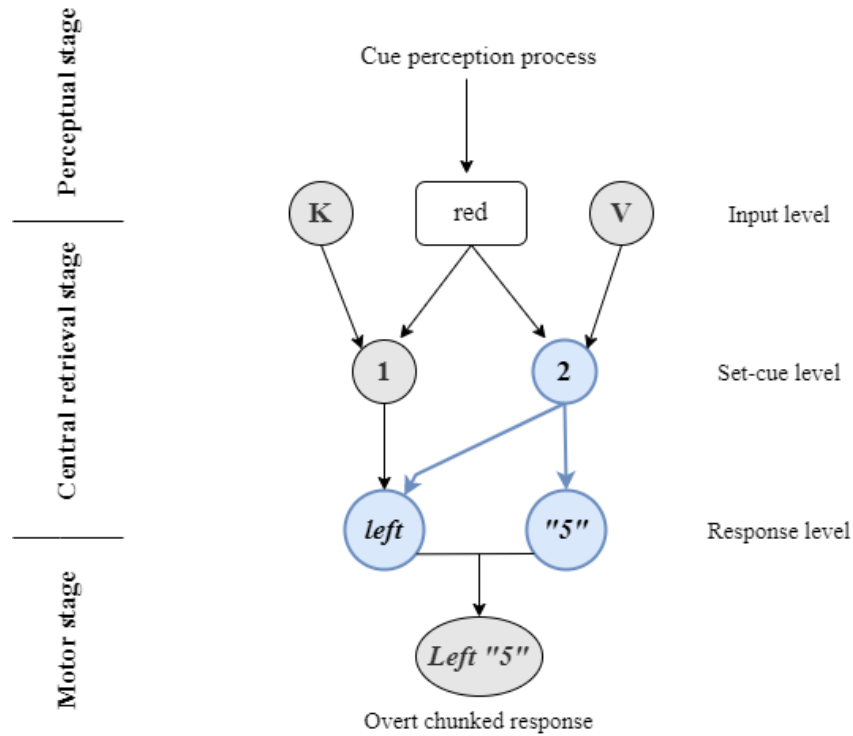 Perceptual stage
Cue perception process
K
red
V
Input level
Central retrieval stage
1
2
Set-cue level
left
"5"
Response level
Motor stage
Left "5"
Overt chunked response